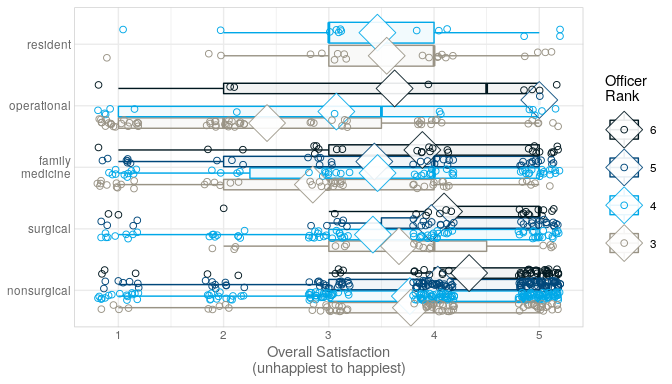 resident
operational
family
medicine
surgical
nonsurgical
1 2 3 4 5
Overall Satisfaction
(unhappiest to happiest)
Officer
Rank
6
5
4
3